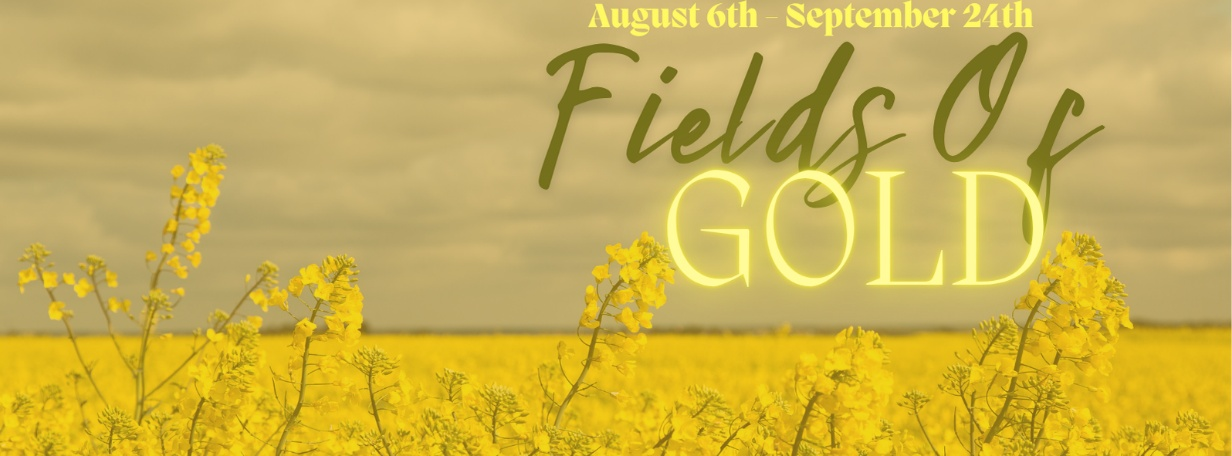 August 6th - September 24th
Fields Of
GOLD